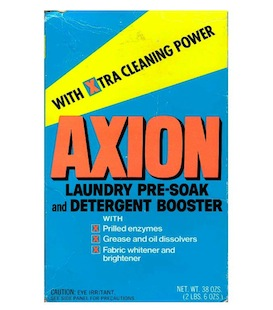 WITH XTRA CLEANING POWER
AXION
LAUNDRY PRE-SOAK
and DETERGENT BOOSTER
WITH
Prilled enzymes
Grease and oil dissolvers
Fabric whitener and
brightener
CAUTION: EYE IRRITANT.
SEE SIDE PANEL FOR PRECAUTIONS
NET. WT. 38 OZS.
(2 LBS. 6 OZS.)